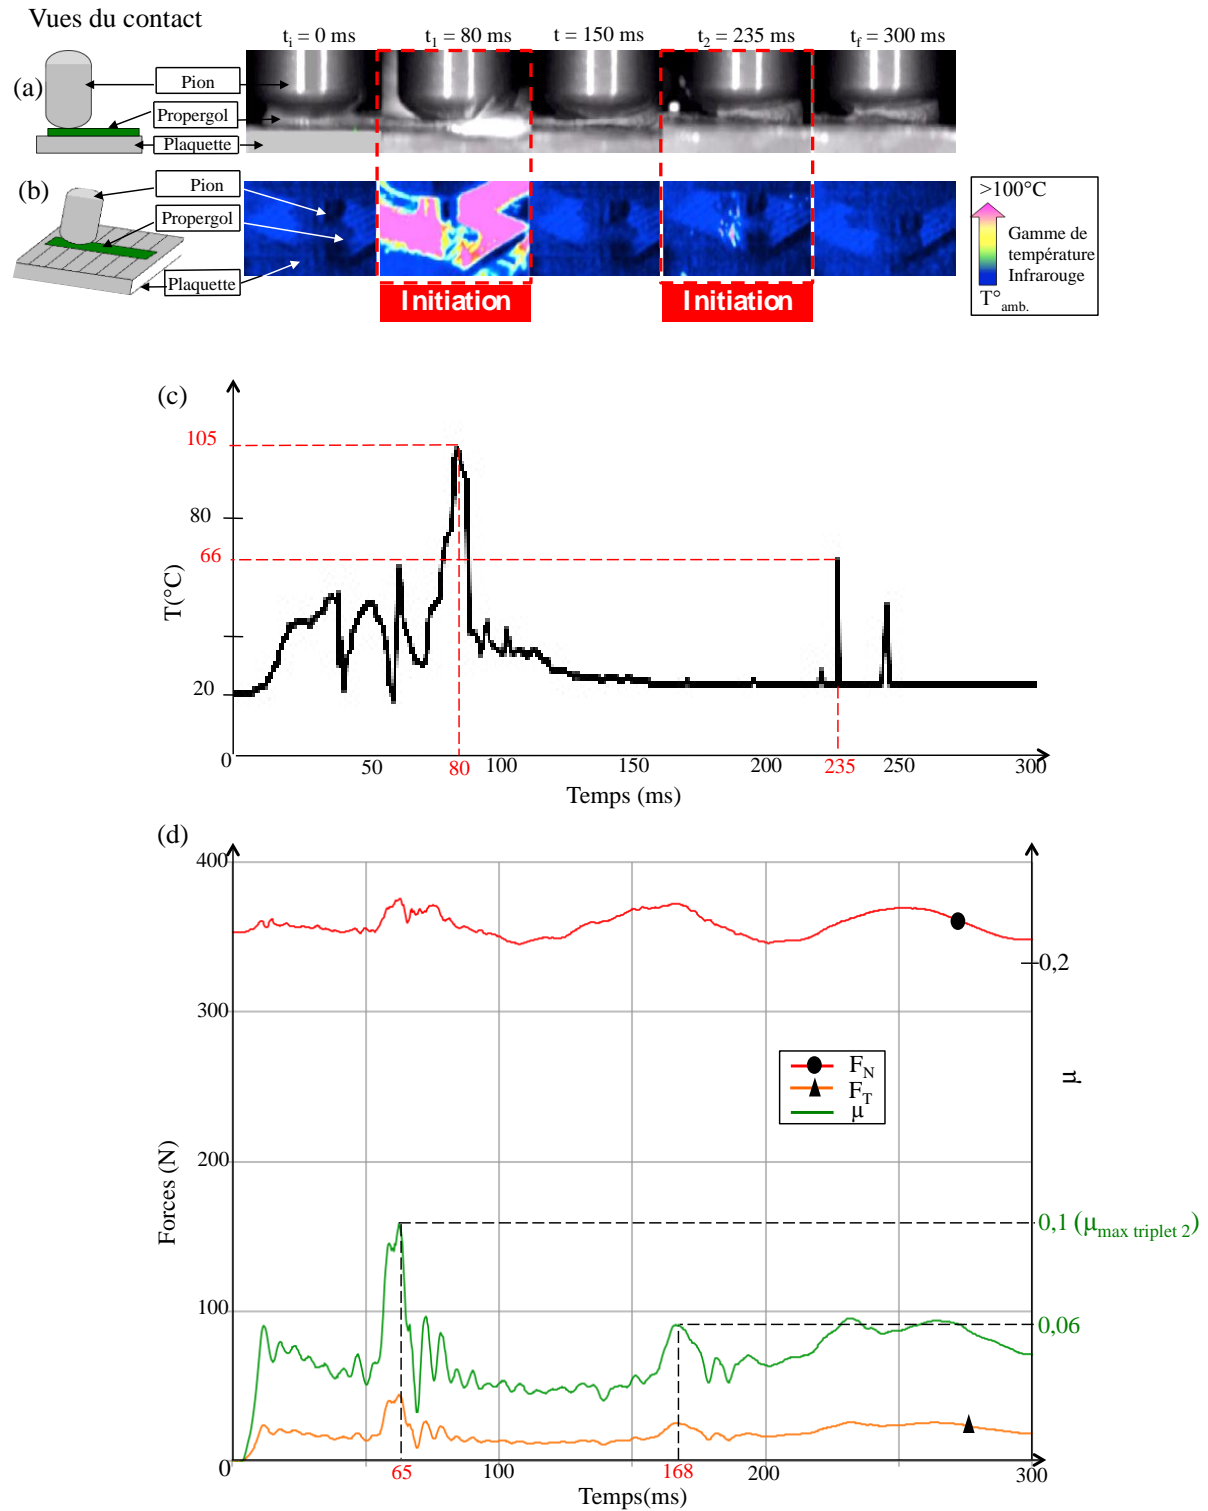 Vues du contact
t_i = 0 ms
t_1 = 80 ms
t = 150 ms
t_2 = 235 ms
t_f = 300 ms
(a)
Pion
Propergol
Plaquette
(b)
Pion
Propergol
Plaquette
Initiation
Initiation
>100°C
Gamme de
température
Infrarouge
T°amb.
(c)
105
80
66
T(°C)
20
0
50
80
100
150
200
235
250
300
Temps (ms)
(d)
400
300
200
100
0
Forces (N)
0,2
μ
F_N
F_T
μ
0,1 (μ_max triplet 2)
0,06
65
100
168
200
300
Temps(ms)